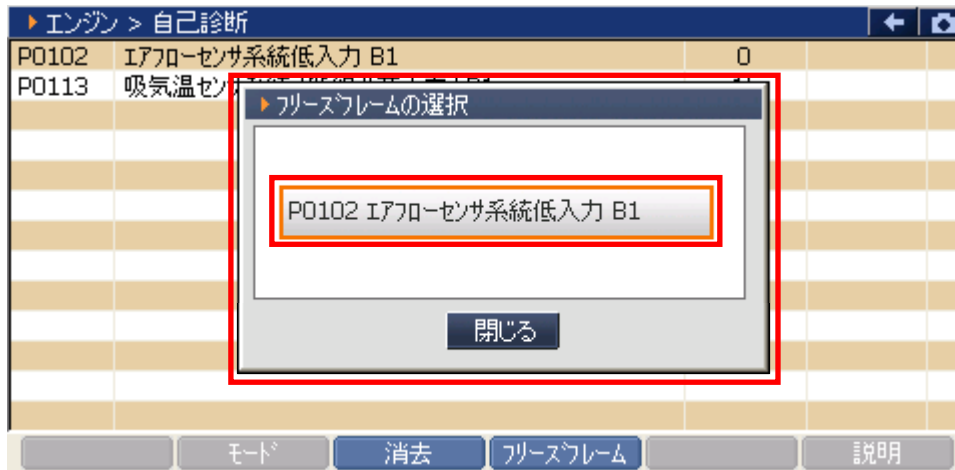 エンジン > 自己診断
P0102 エアフローセンサ系統低入力 B1 0
P0113 吸気温セン
フリーズフレームの選択
P0102 エアフローセンサ系統低入力 B1
閉じる
モード 消去 フリーズフレーム 説明